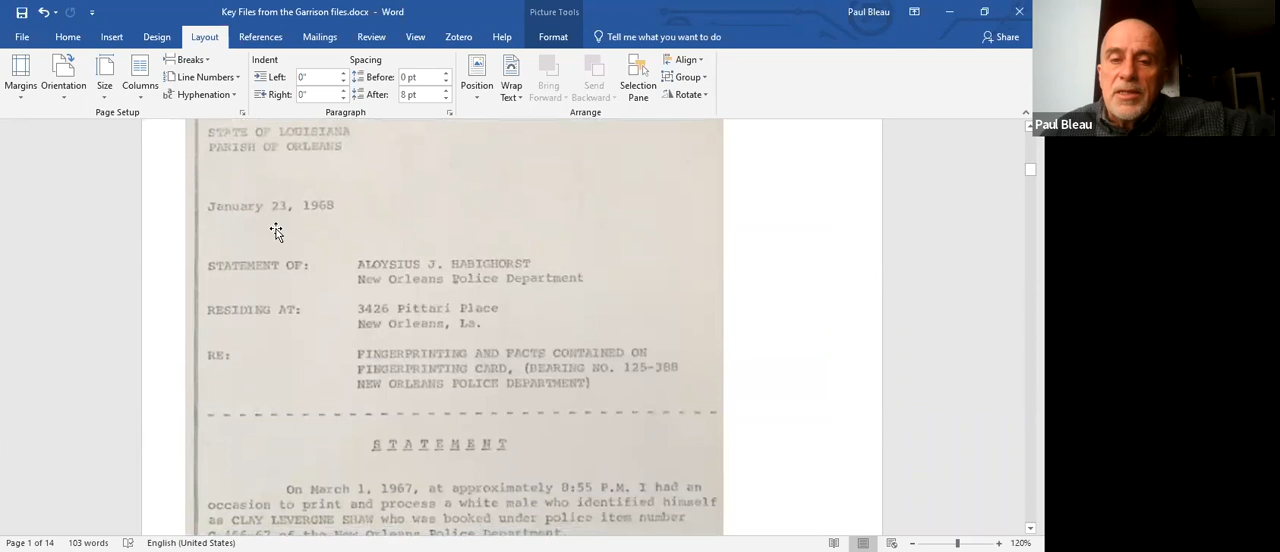 Key Files from the Garrison files.docx - Word
Picture Tools
Paul Bleau
File Home Insert Design Layout References Mailings Review View Zotero Help Format Tell me what you want to do Share
Margins Orientation Size Columns
Breaks
Line Numbers
Hyphenation
Page Setup
Indent Spacing
Left: 0" Before: 0 pt
Right: 0" After: 8 pt
Paragraph
Position Wrap Text Bring Forward Send Backward Selection Pane
Align
Group
Rotate
Arrange
Paul Bleau
STATE OF LOUISIANA
PARISH OF ORLEANS
January 23, 1968
STATEMENT OF: ALOYSIUS J. HABIGHORST
New Orleans Police Department
RESIDING AT: 3426 Pittari Place
New Orleans, La.
RE: FINGERPRINTING AND FACTS CONTAINED ON
FINGERPRINTING CARD, (BEARING NO. 125-388
NEW ORLEANS POLICE DEPARTMENT)
S T A T E M E N T
On March 1, 1967, at approximately 8:55 P.M. I had an
occasion to print and process a white male who identified himself
as CLAY LEVERGNE SHAW who was booked under police item number
of the New Orleans Police Department.
Page 1 of 14 103 words English (United States) 120%